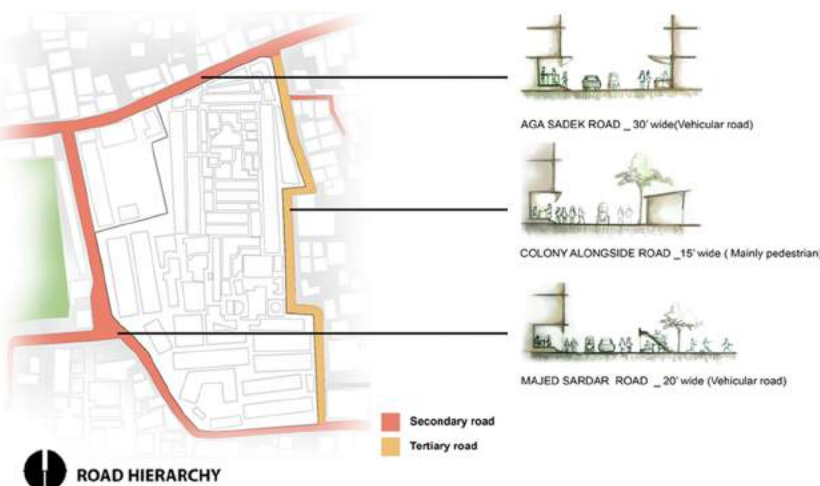 AGA SADEK ROAD _ 30' wide(Vehicular road)
COLONY ALONGSIDE ROAD _15' wide ( Mainly pedestrian)
MAJED SARDAR ROAD _ 20' wide (Vehicular road)
Secondary road
Tertiary road
ROAD HIERARCHY